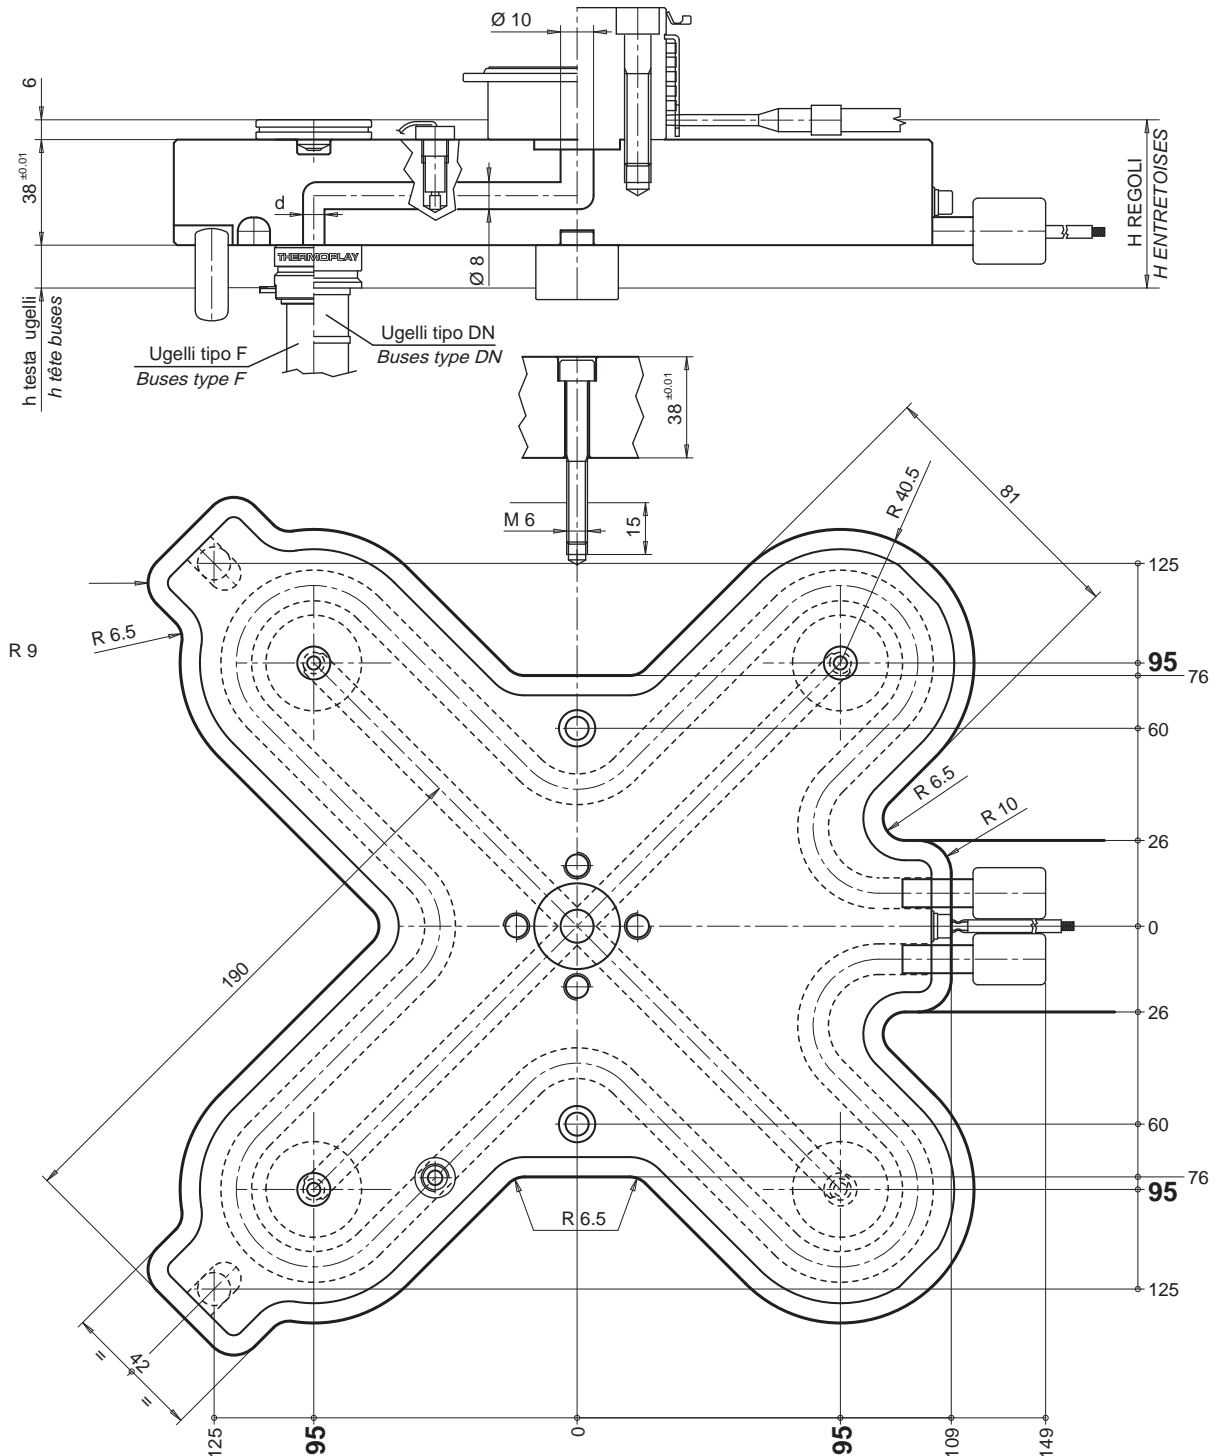 Ø 10
6
38 ±0.01
d
THERMOPLAY
Ø 8
H REGOLI
H ENTRETOISES
h testa ugelli
h tête buses
Ugelli tipo F
Buses type F
Ugelli tipo DN
Buses type DN
38 ±0.01
M 6
15
R 40.5
81
125
R 6.5
R 9
95
76
60
R 6.5
R 10
26
0
190
26
60
76
95
R 6.5
125
42
=
=
125
95
0
95
109
149